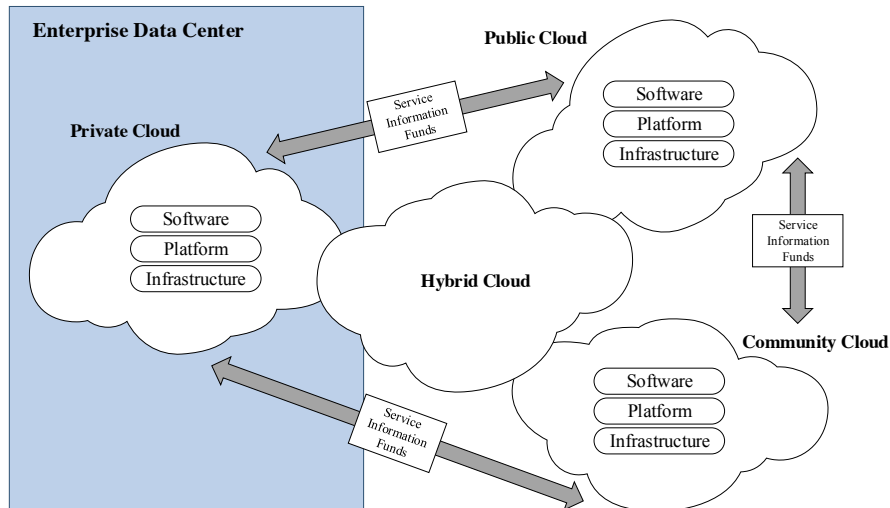 Enterprise Data Center
Public Cloud
Service
Information
Funds
Software
Platform
Infrastructure
Private Cloud
Software
Platform
Infrastructure
Service
Information
Funds
Hybrid Cloud
Community Cloud
Software
Platform
Infrastructure
Service
Information
Funds